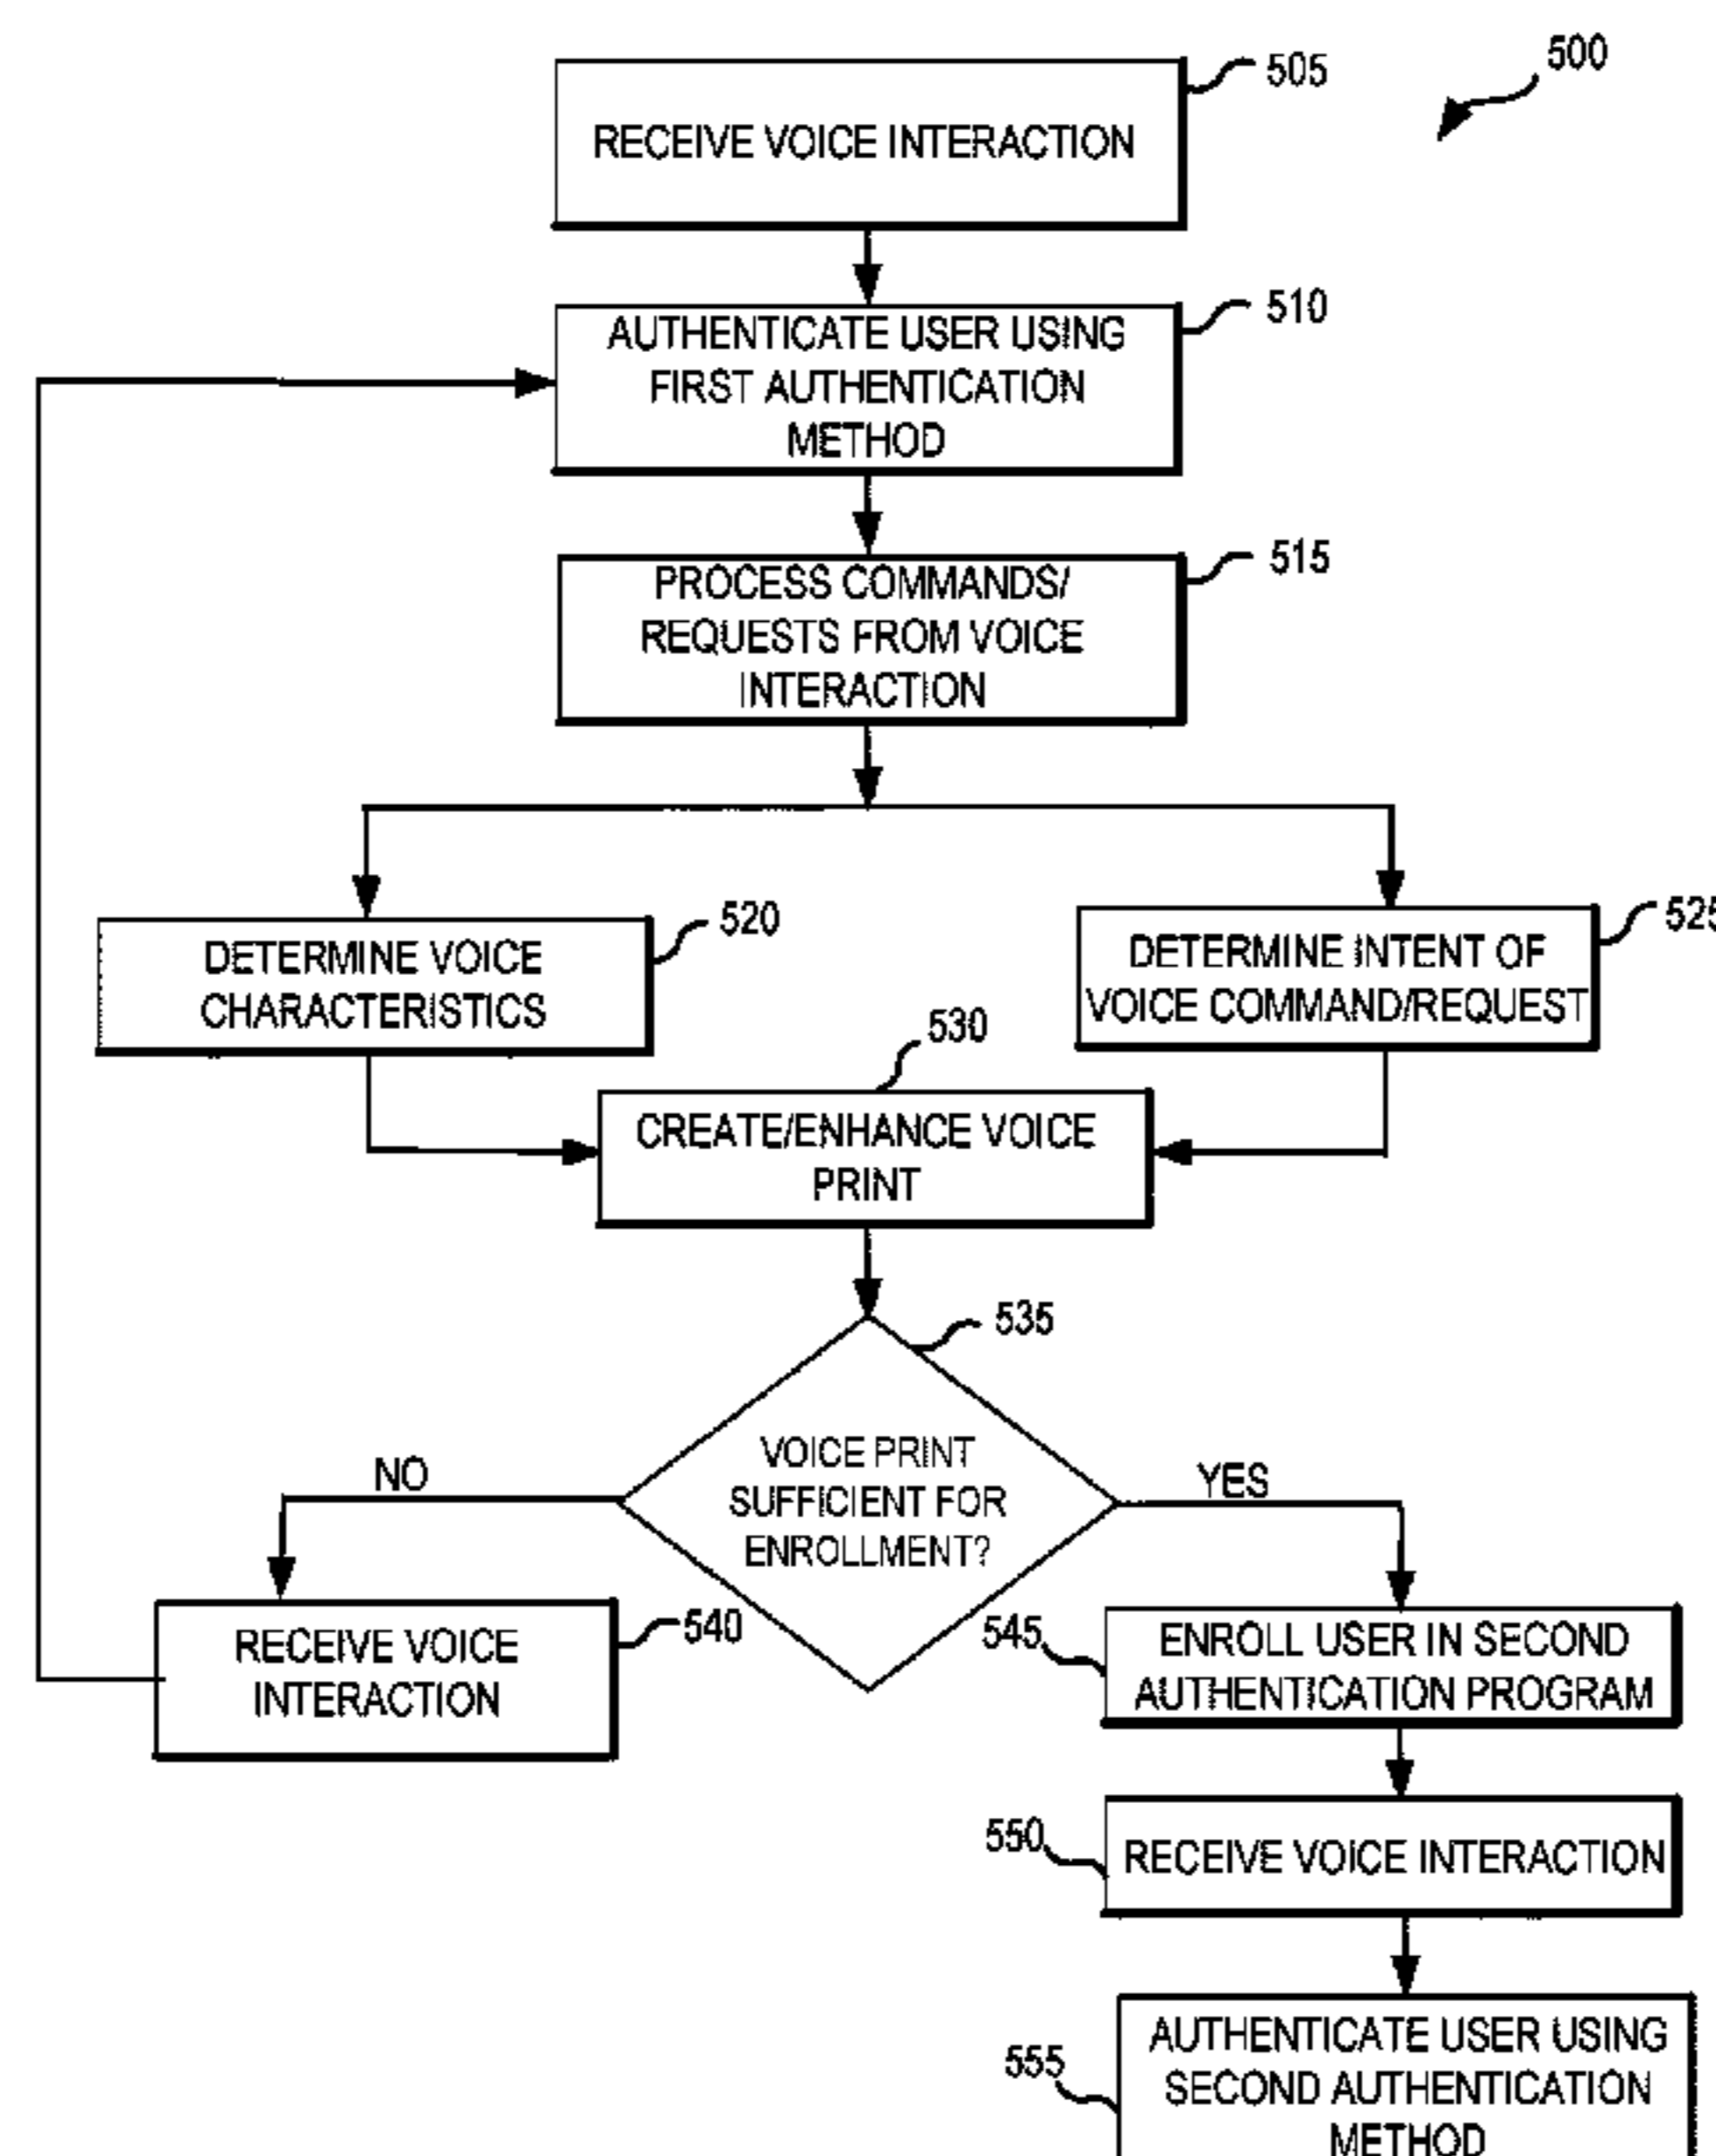 500
505
RECEIVE VOICE INTERACTION
510
AUTHENTICATE USER USING
FIRST AUTHENTICATION
METHOD
515
PROCESS COMMANDS/
REQUESTS FROM VOICE
INTERACTION
520
DETERMINE VOICE
CHARACTERISTICS
525
DETERMINE INTENT OF
VOICE COMMAND/REQUEST
530
CREATE/ENHANCE VOICE
PRINT
535
VOICE PRINT
SUFFICIENT FOR
ENROLLMENT?
NO
YES
540
RECEIVE VOICE
INTERACTION
545
ENROLL USER IN SECOND
AUTHENTICATION PROGRAM
550
RECEIVE VOICE INTERACTION
555
AUTHENTICATE USER USING
SECOND AUTHENTICATION
METHOD